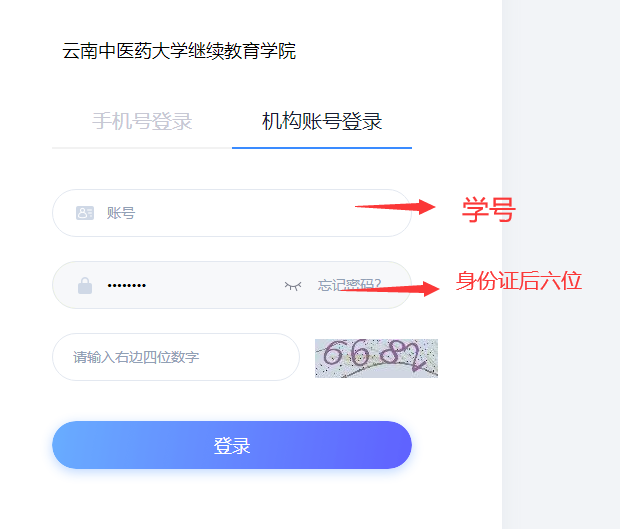 云南中医药大学继续教育学院
手机号登录 机构账号登录
账号
学号
•••••••• 忘记密码?
身份证后六位
请输入右边四位数字
6682
登录